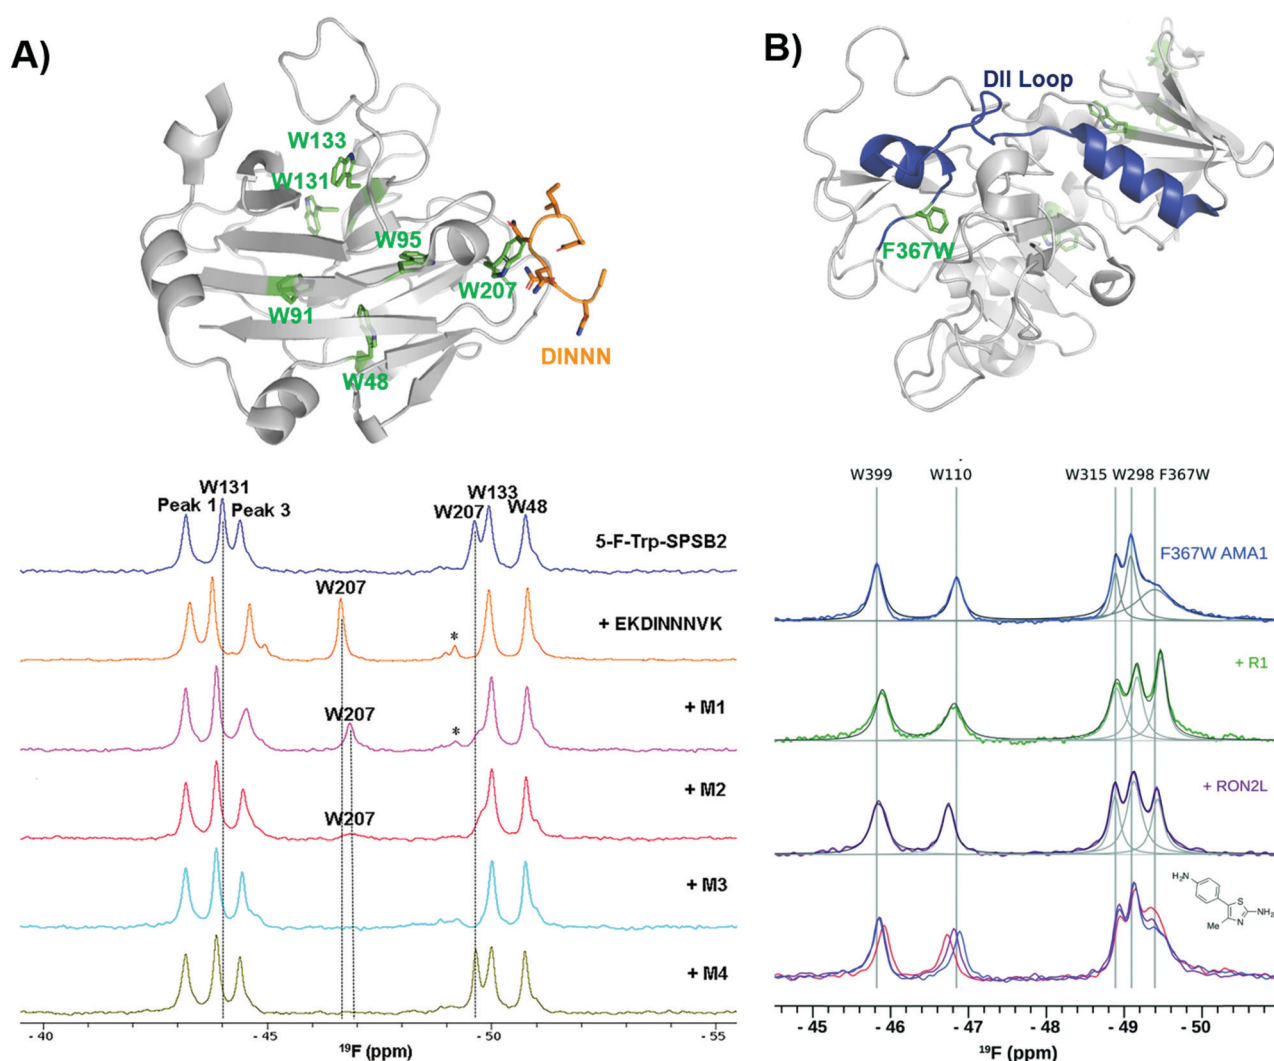 A)
W133
W131
W95
W207
W91
W48
DINNN
B)
DII Loop
F367W
Peak 1
W131
Peak 3
W207
W133
W48
5-F-Trp-SPSB2
W207
*
+ EKDINNNVK
W207
*
+ M1
W207
+ M2
+ M3
+ M4
- 40
- 45
- 50
- 55
¹⁹F (ppm)
W399
W110
W315 W298 F367W
F367W AMA1
+ R1
+ RON2L
H₂N
S
NH₂
N
Me
- 45
- 46
- 47
- 48
- 49
- 50
¹⁹F (ppm)